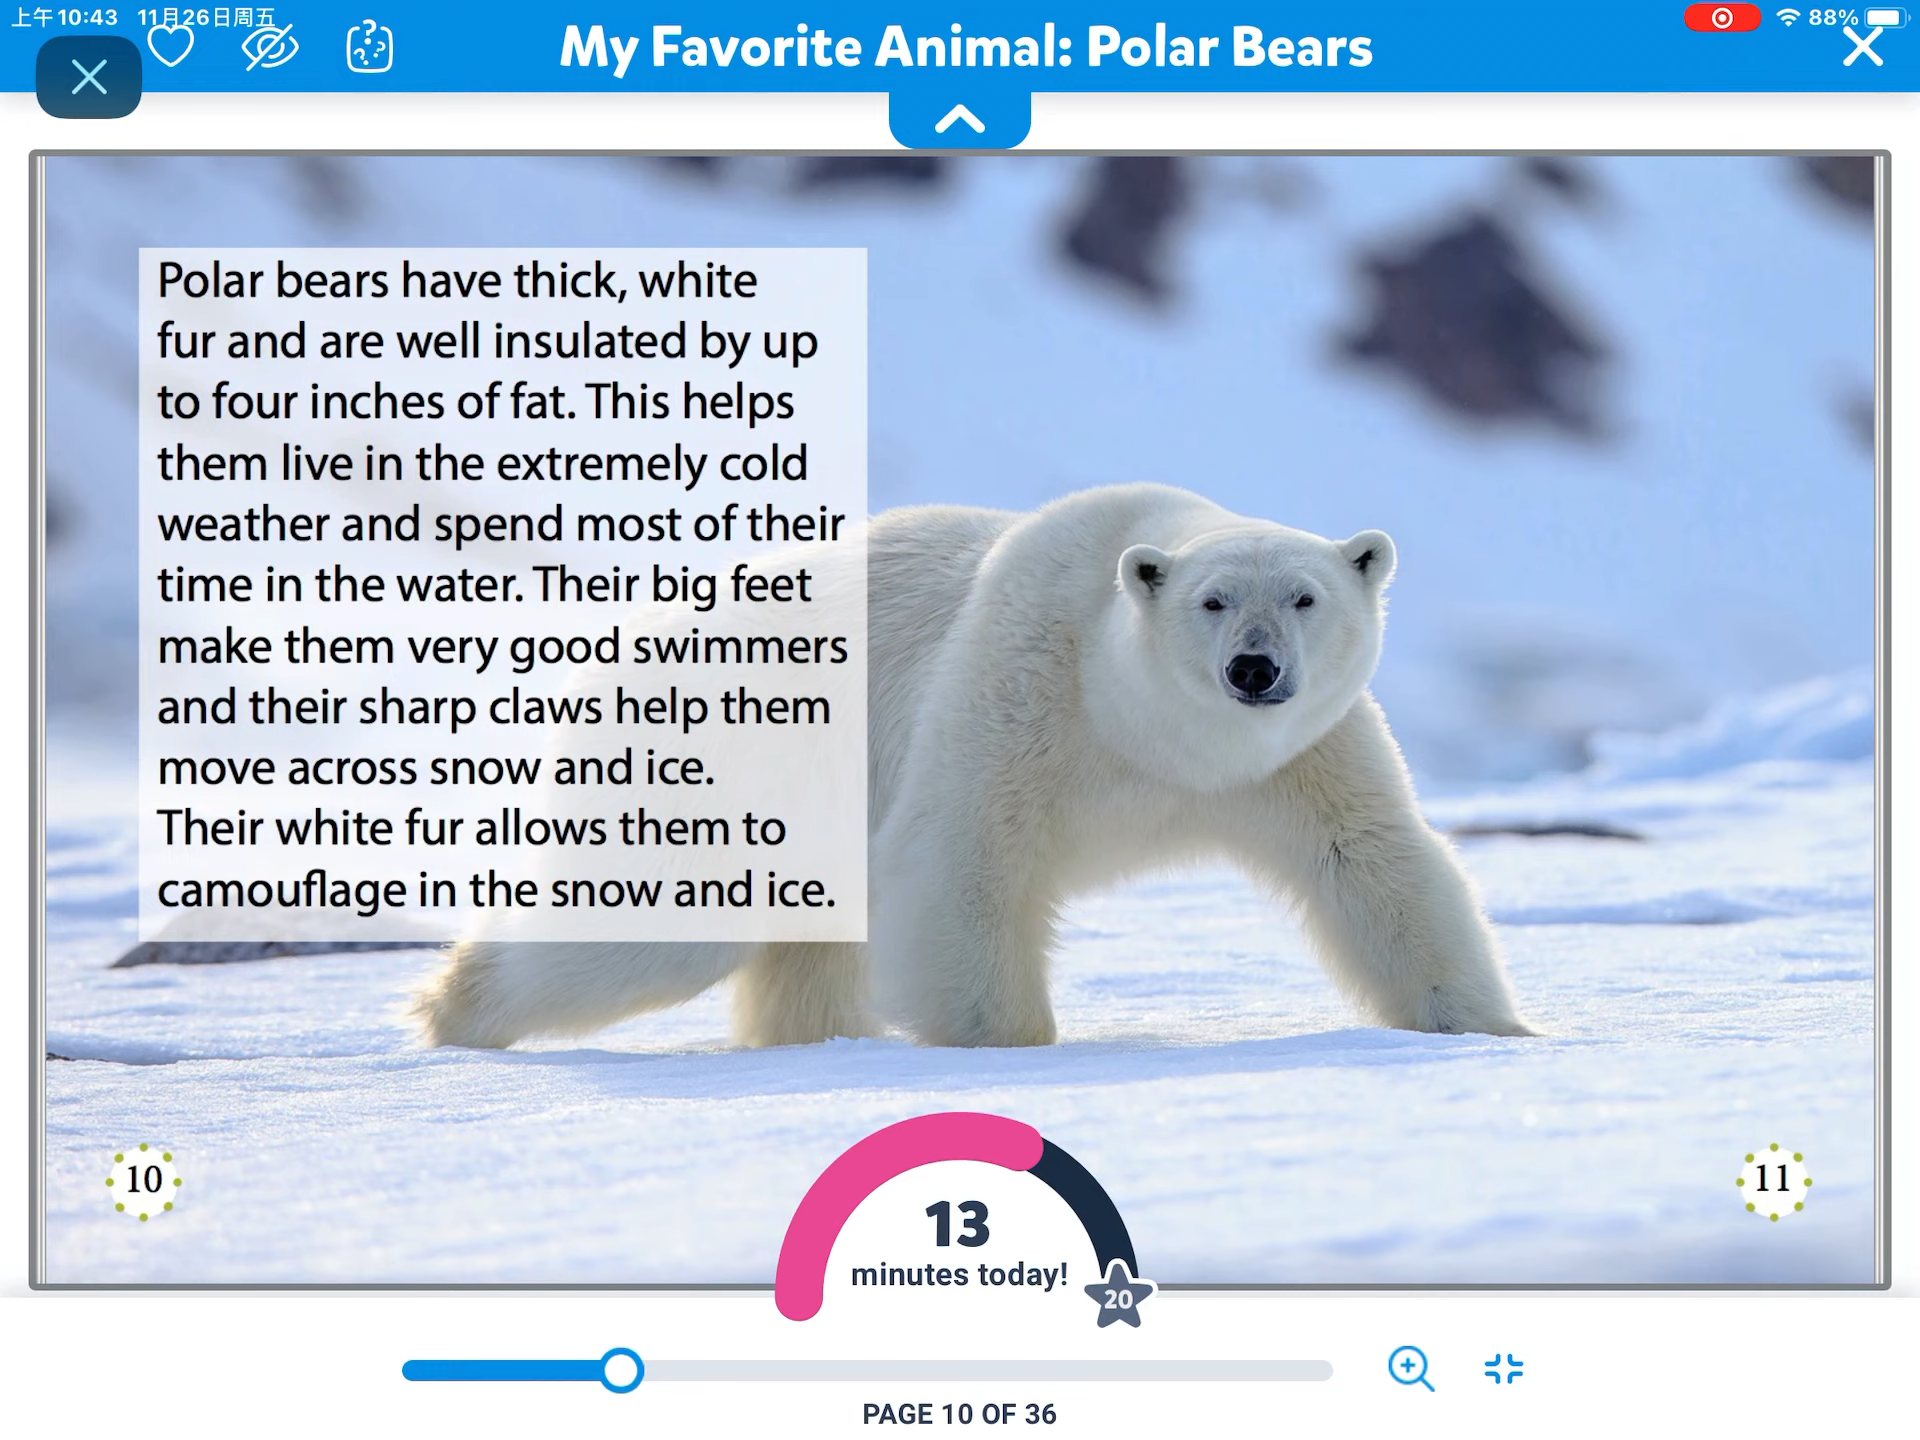 上午10:43 11月26日周五
88%
My Favorite Animal: Polar Bears
Polar bears have thick, white
fur and are well insulated by up
to four inches of fat. This helps
them live in the extremely cold
weather and spend most of their
time in the water. Their big feet
make them very good swimmers
and their sharp claws help them
move across snow and ice.
Their white fur allows them to
camouflage in the snow and ice.
10
11
13
minutes today!
20
PAGE 10 OF 36